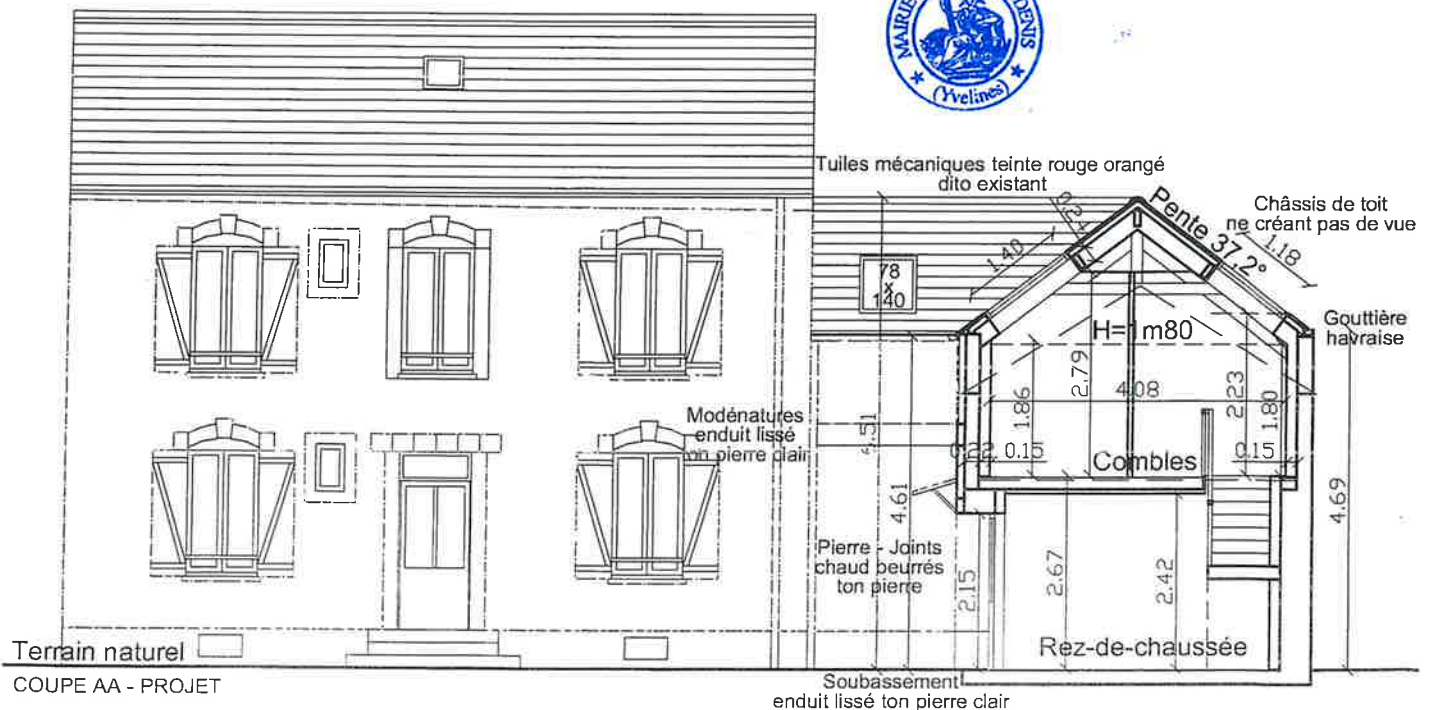 MAIRIE
DENIS
(Yvelines)
Tuiles mécaniques teinte rouge orangé
dito existant
Châssis de toit
ne créant pas de vue
Pente 37,2°
1.18
1.40
78
x
140
Gouttière
havraise
H=1m80
2.79
1.86
4.08
2.23
1.80
Modénatures
enduit lissé
ton pierre clair
0.22
0.15
Combles
0.15
4.61
4.69
Pierre - Joints
chaud beurrés
ton pierre
2.15
2.67
2.42
Rez-de-chaussée
Terrain naturel
COUPE AA - PROJET
Soubassement
enduit lissé ton pierre clair